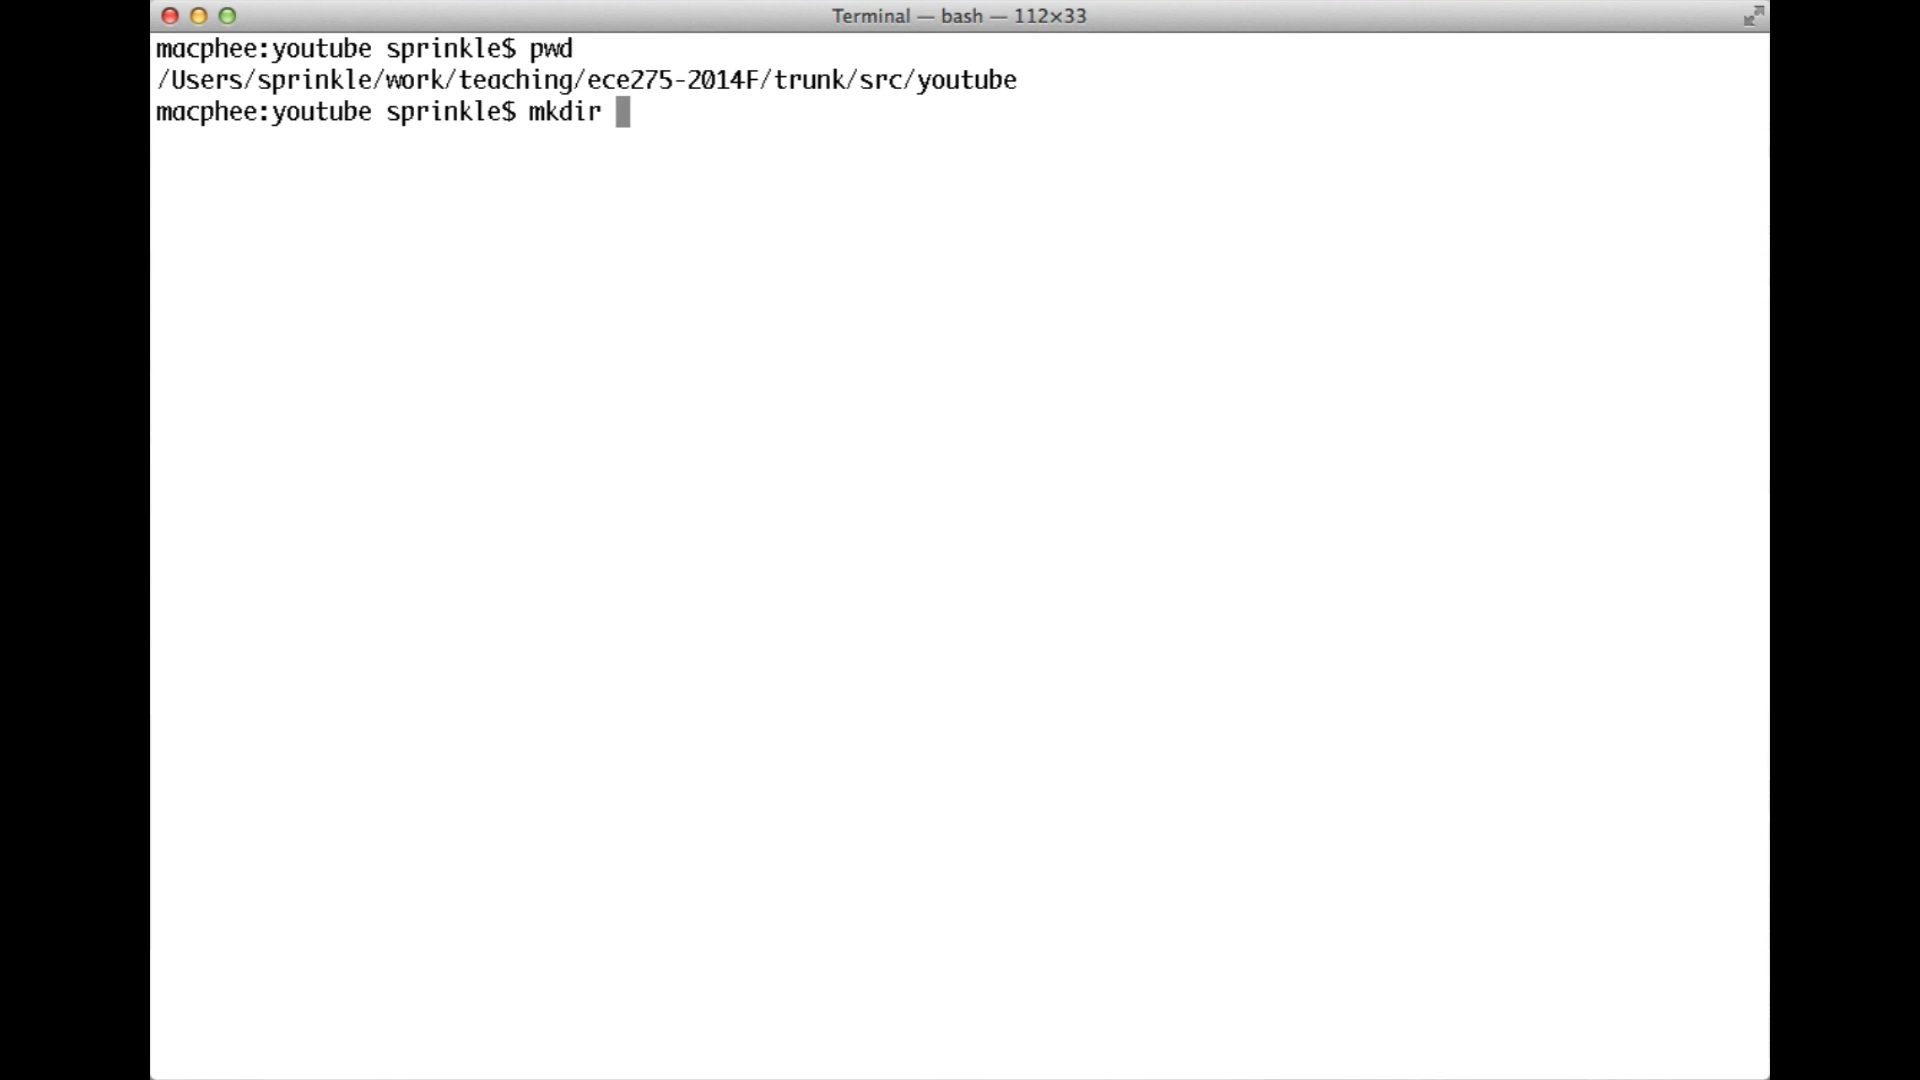 Terminal — bash — 112×33
macphee:youtube sprinkle$ pwd
/Users/sprinkle/work/teaching/ece275-2014F/trunk/src/youtube
macphee:youtube sprinkle$ mkdir